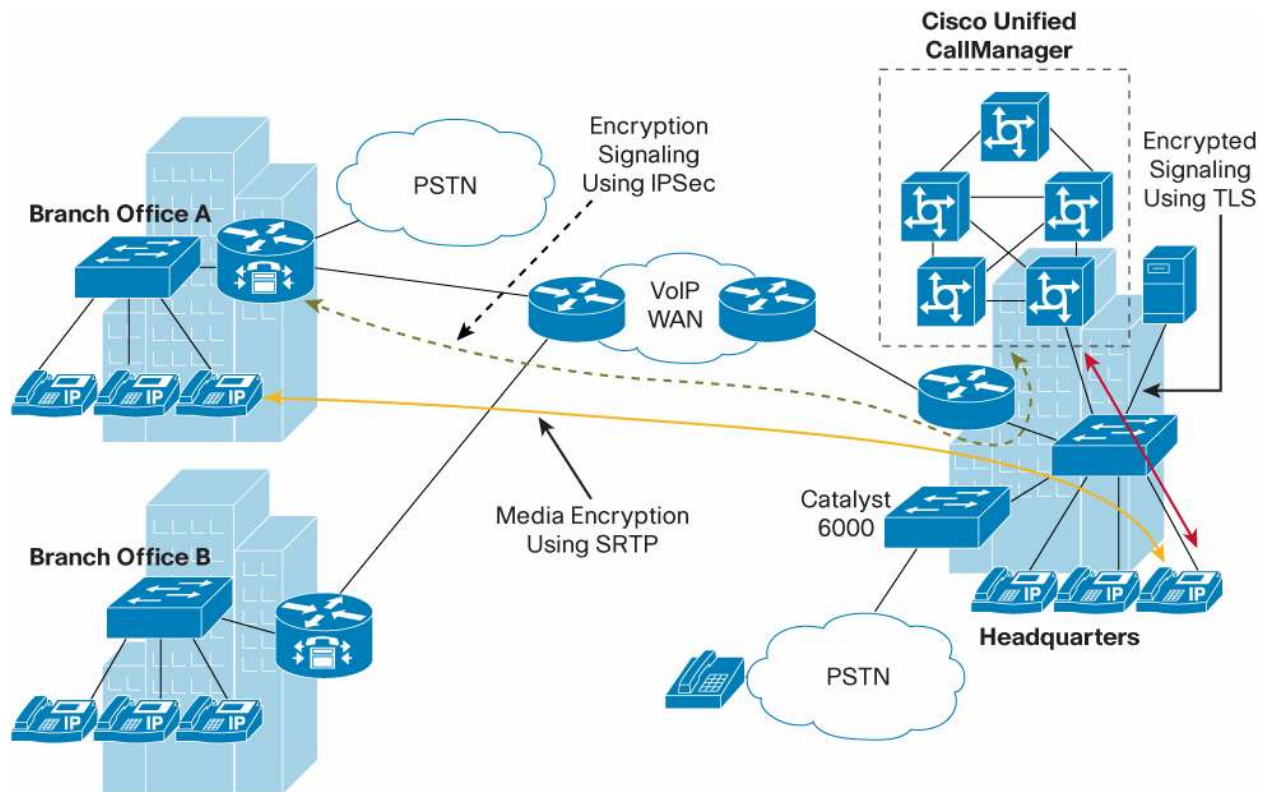 Cisco Unified
CallManager
Encryption
Signaling
Using IPSec
Encrypted
Signaling
Using TLS
PSTN
Branch Office A
VoIP
WAN
IP
IP
IP
Catalyst
6000
Media Encryption
Using SRTP
Branch Office B
IP
IP
IP
Headquarters
PSTN
IP
IP
IP